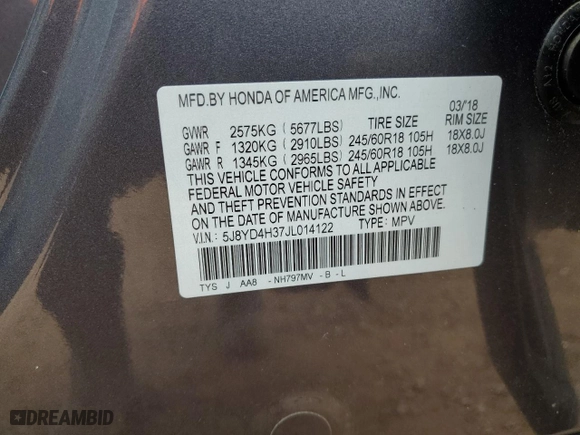 MFD.BY HONDA OF AMERICA MFG.,INC. 03/'18
GVWR 2575KG ( 5677LBS) TIRE SIZE RIM SIZE
GAWR F 1320KG ( 2910LBS) 245/60R18 105H 18X8.0J
GAWR R 1345KG ( 2965LBS) 245/60R18 105H 18X8.0J
THIS VEHICLE CONFORMS TO ALL APPLICABLE
FEDERAL MOTOR VEHICLE SAFETY
STANDARDS IN EFFECT
ON THE DATE OF MANUFACTURE SHOWN ABOVE.
V.I.N.: 5J8YD4H37JL014122 TYPE: MPV
TYS J AA8 - NH797MV - B - L
DREAMBID